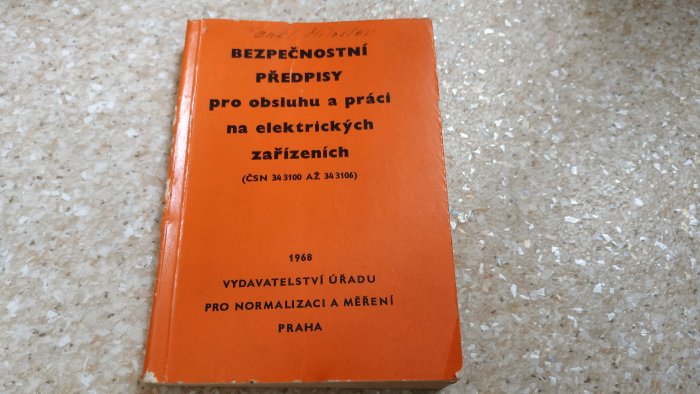 BEZPEČNOSTNÍ
PŘEDPISY
pro obsluhu a práci
na elektrických
zařízeních
(ČSN 34 3100 AŽ 34 3106)
1968
VYDAVATELSTVÍ ÚŘADU
PRO NORMALIZACI A MĚŘENÍ
PRAHA